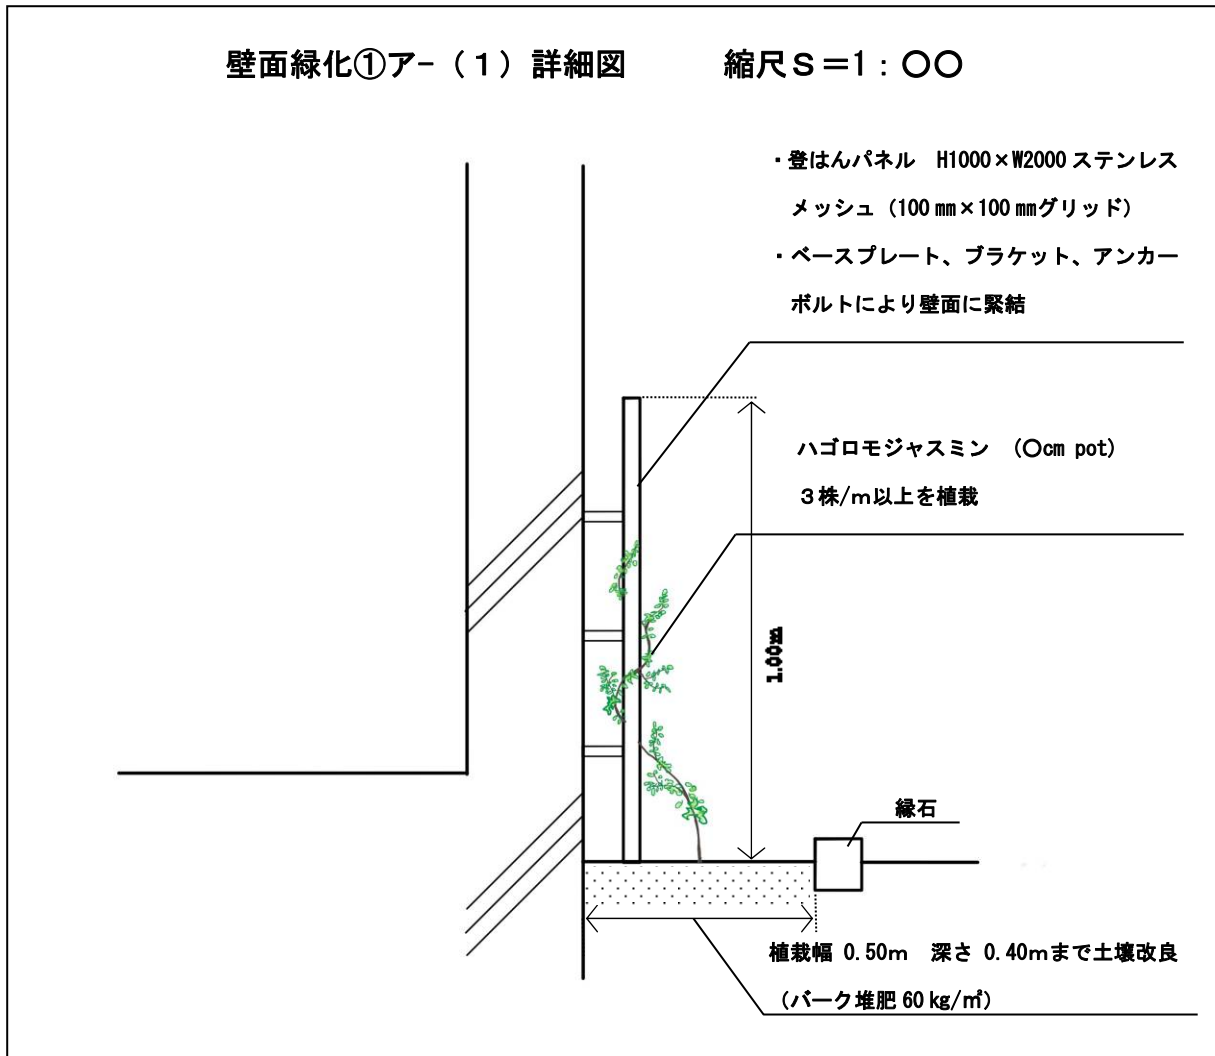 壁面緑化①ア-（１）詳細図　縮尺Ｓ＝1：〇〇
・登はんパネル　H1000×W2000 ステンレス
メッシュ（100 ㎜×100 ㎜グリッド）
・ベースプレート、ブラケット、アンカー
ボルトにより壁面に緊結
ハゴロモジャスミン　（〇cm pot）
３株/ｍ以上を植栽
1.00m
縁石
植栽幅 0.50ｍ　深さ 0.40ｍまで土壌改良
（バーク堆肥 60 kg/㎡）